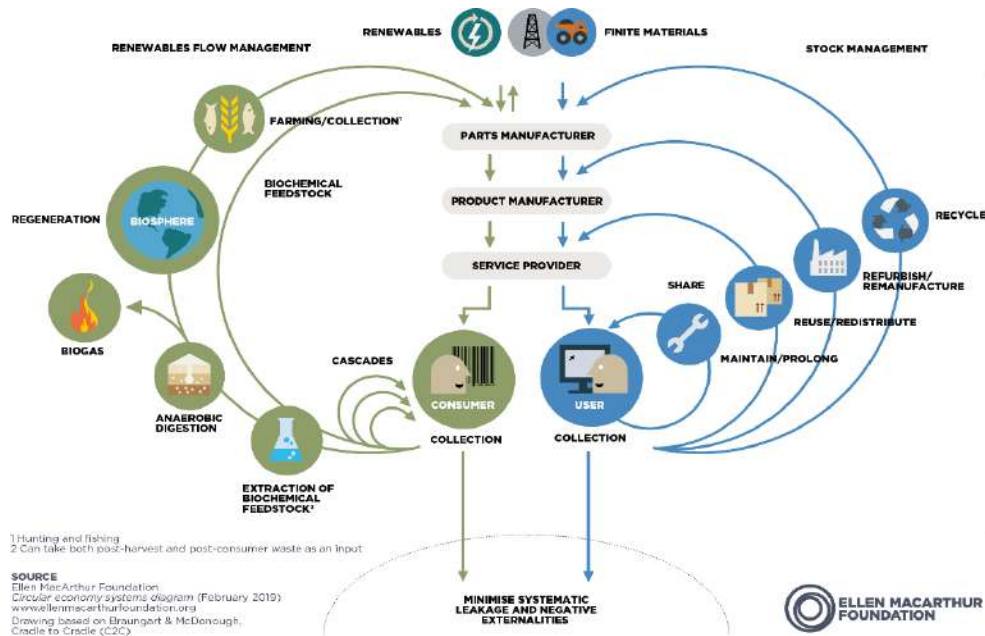 RENEWABLES
FINITE MATERIALS
RENEWABLES FLOW MANAGEMENT
STOCK MANAGEMENT
FARMING/COLLECTION¹
PARTS MANUFACTURER
BIOCHEMICAL
FEEDSTOCK
PRODUCT MANUFACTURER
REGENERATION
BIOSPHERE
RECYCLE
SERVICE PROVIDER
SHARE
REFURBISH/
REMANUFACTURE
REUSE/REDISTRIBUTE
BIOGAS
CASCADES
MAINTAIN/PROLONG
CONSUMER
USER
ANAEROBIC
DIGESTION
COLLECTION
COLLECTION
EXTRACTION OF
BIOCHEMICAL
FEEDSTOCK²
1 Hunting and fishing
2 Can take both post-harvest and post-consumer waste as an input
SOURCE
Ellen MacArthur Foundation
Circular economy systems diagram (February 2019)
www.ellenmacarthurfoundation.org
Drawing based on Braungart & McDonough,
Cradle to Cradle (C2C)
MINIMISE SYSTEMATIC
LEAKAGE AND NEGATIVE
EXTERNALITIES
ELLEN MACARTHUR
FOUNDATION